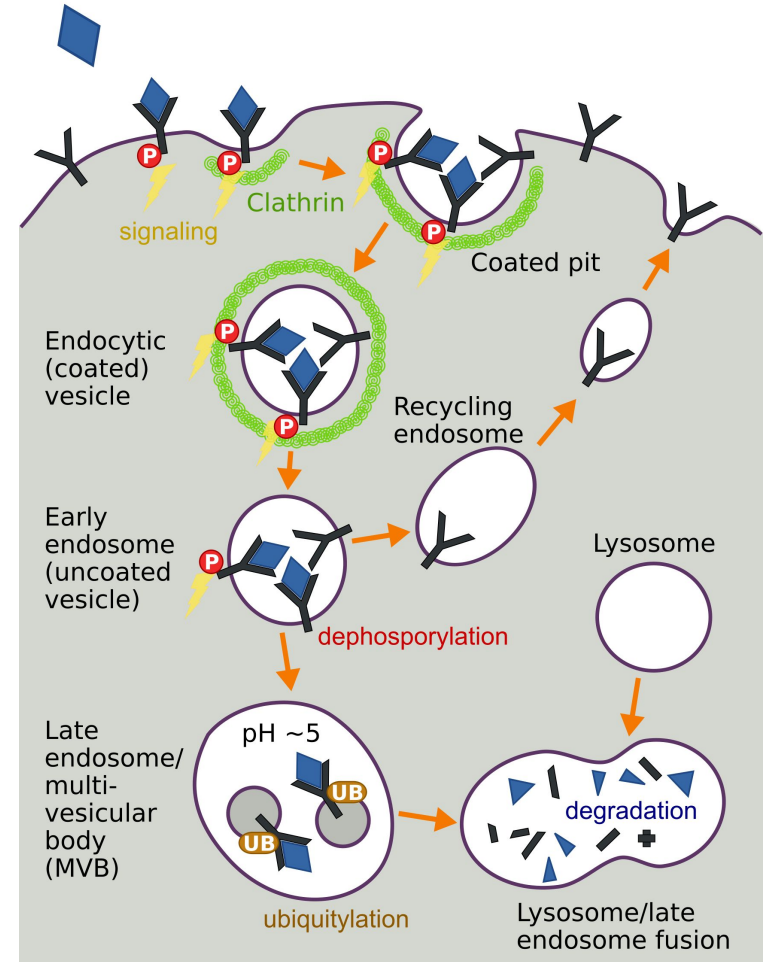 P
P
P
signaling
Clathrin
P
Coated pit
Endocytic
(coated)
vesicle
P
P
Recycling
endosome
Early
endosome
(uncoated
vesicle)
P
dephosporylation
Lysosome
Late
endosome/
multi-
vesicular
body
(MVB)
pH ~5
UB
UB
degradation
ubiquitylation
Lysosome/late
endosome fusion